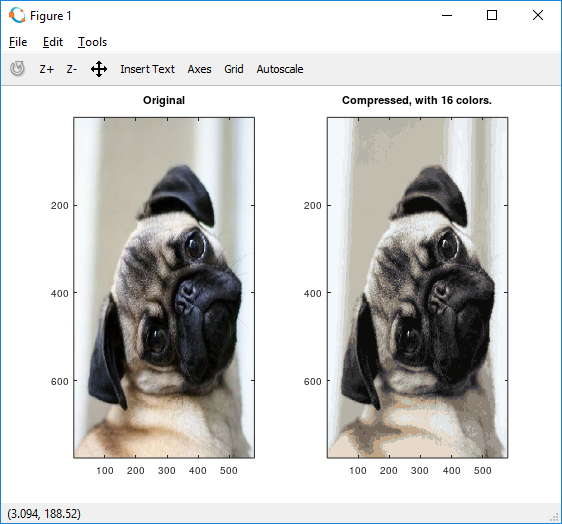 Figure 1
File Edit Tools
Z+ Z- Insert Text Axes Grid Autoscale
Original Compressed, with 16 colors.
200 200
400 400
600 600
100 200 300 400 500 100 200 300 400 500
(3.094, 188.52)